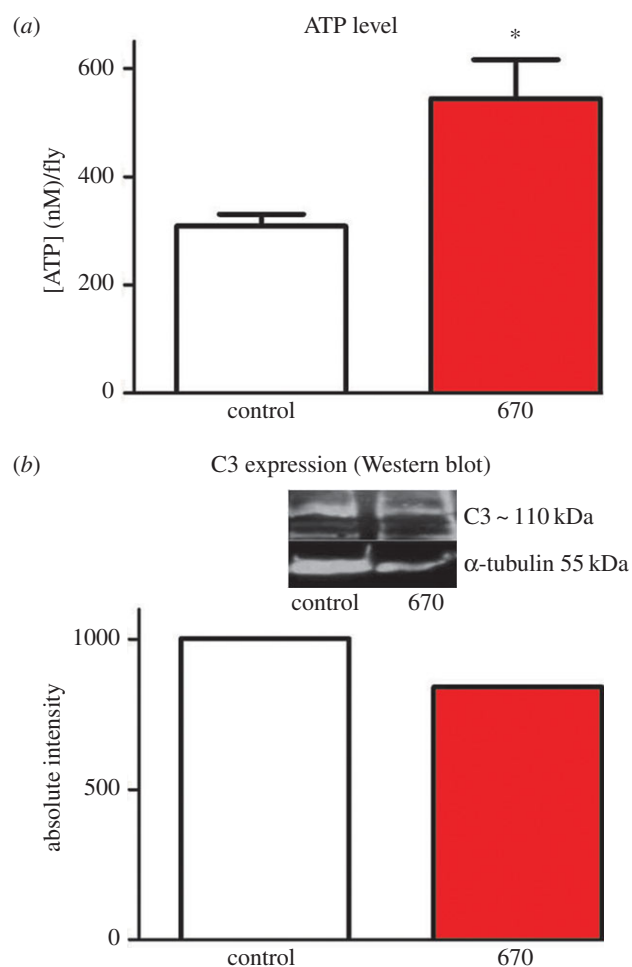 (a) ATP level
*
600
400
200
0
[ATP] (nM)/fly
control 670
(b) C3 expression (Western blot)
C3 ~ 110 kDa
α-tubulin 55 kDa
control 670
1000
500
0
absolute intensity
control 670